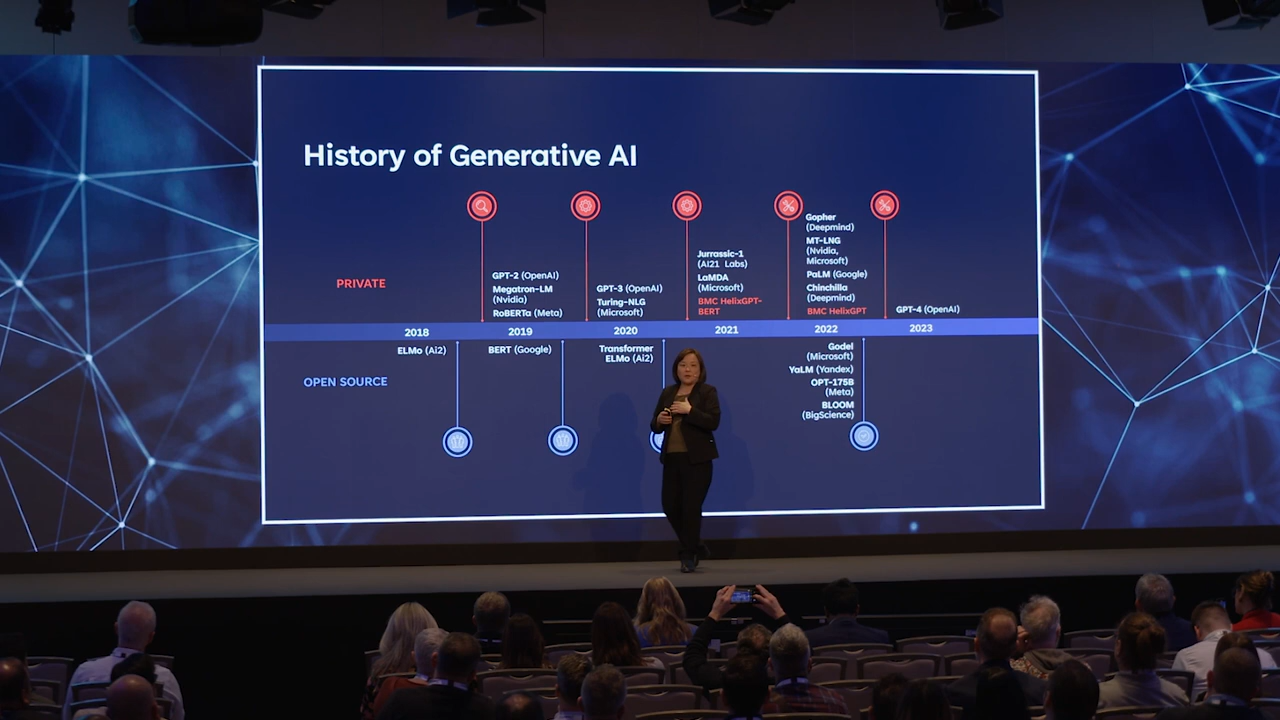 History of Generative AI
PRIVATE
GPT-2 (OpenAI)
Megatron-LM
(Nvidia)
RoBERTa (Meta)
GPT-3 (OpenAI)
Turing-NLG
(Microsoft)
Jurrassic-1
(AI21 Labs)
LaMDA
(Microsoft)
BMC HelixGPT-
BERT
Gopher
(Deepmind)
MT-LNG
(Nvidia,
Microsoft)
PaLM (Google)
Chinchilla
(Deepmind)
BMC HelixGPT
GPT-4 (OpenAI)
2018
2019
2020
2021
2022
2023
OPEN SOURCE
ELMo (Ai2)
BERT (Google)
Transformer
ELMo (Ai2)
Godel
(Microsoft)
YaLM (Yandex)
OPT-175B
(Meta)
BLOOM
(BigScience)